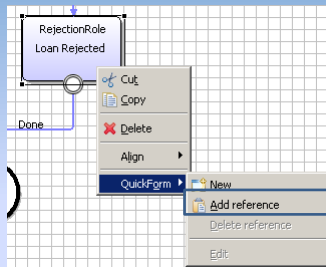 RejectionRole
Loan Rejected
Done
Cut
Copy
Delete
Align
QuickForm
New
Add reference
Delete reference
Edit